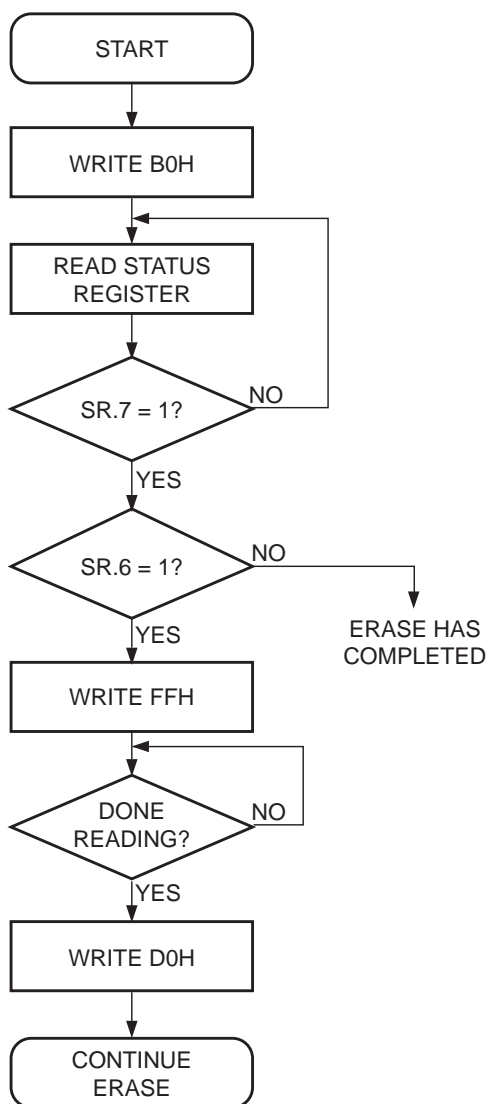 START
WRITE B0H
READ STATUS
REGISTER
SR.7 = 1?
NO
YES
SR.6 = 1?
NO
ERASE HAS
COMPLETED
YES
WRITE FFH
DONE
READING?
NO
YES
WRITE D0H
CONTINUE
ERASE